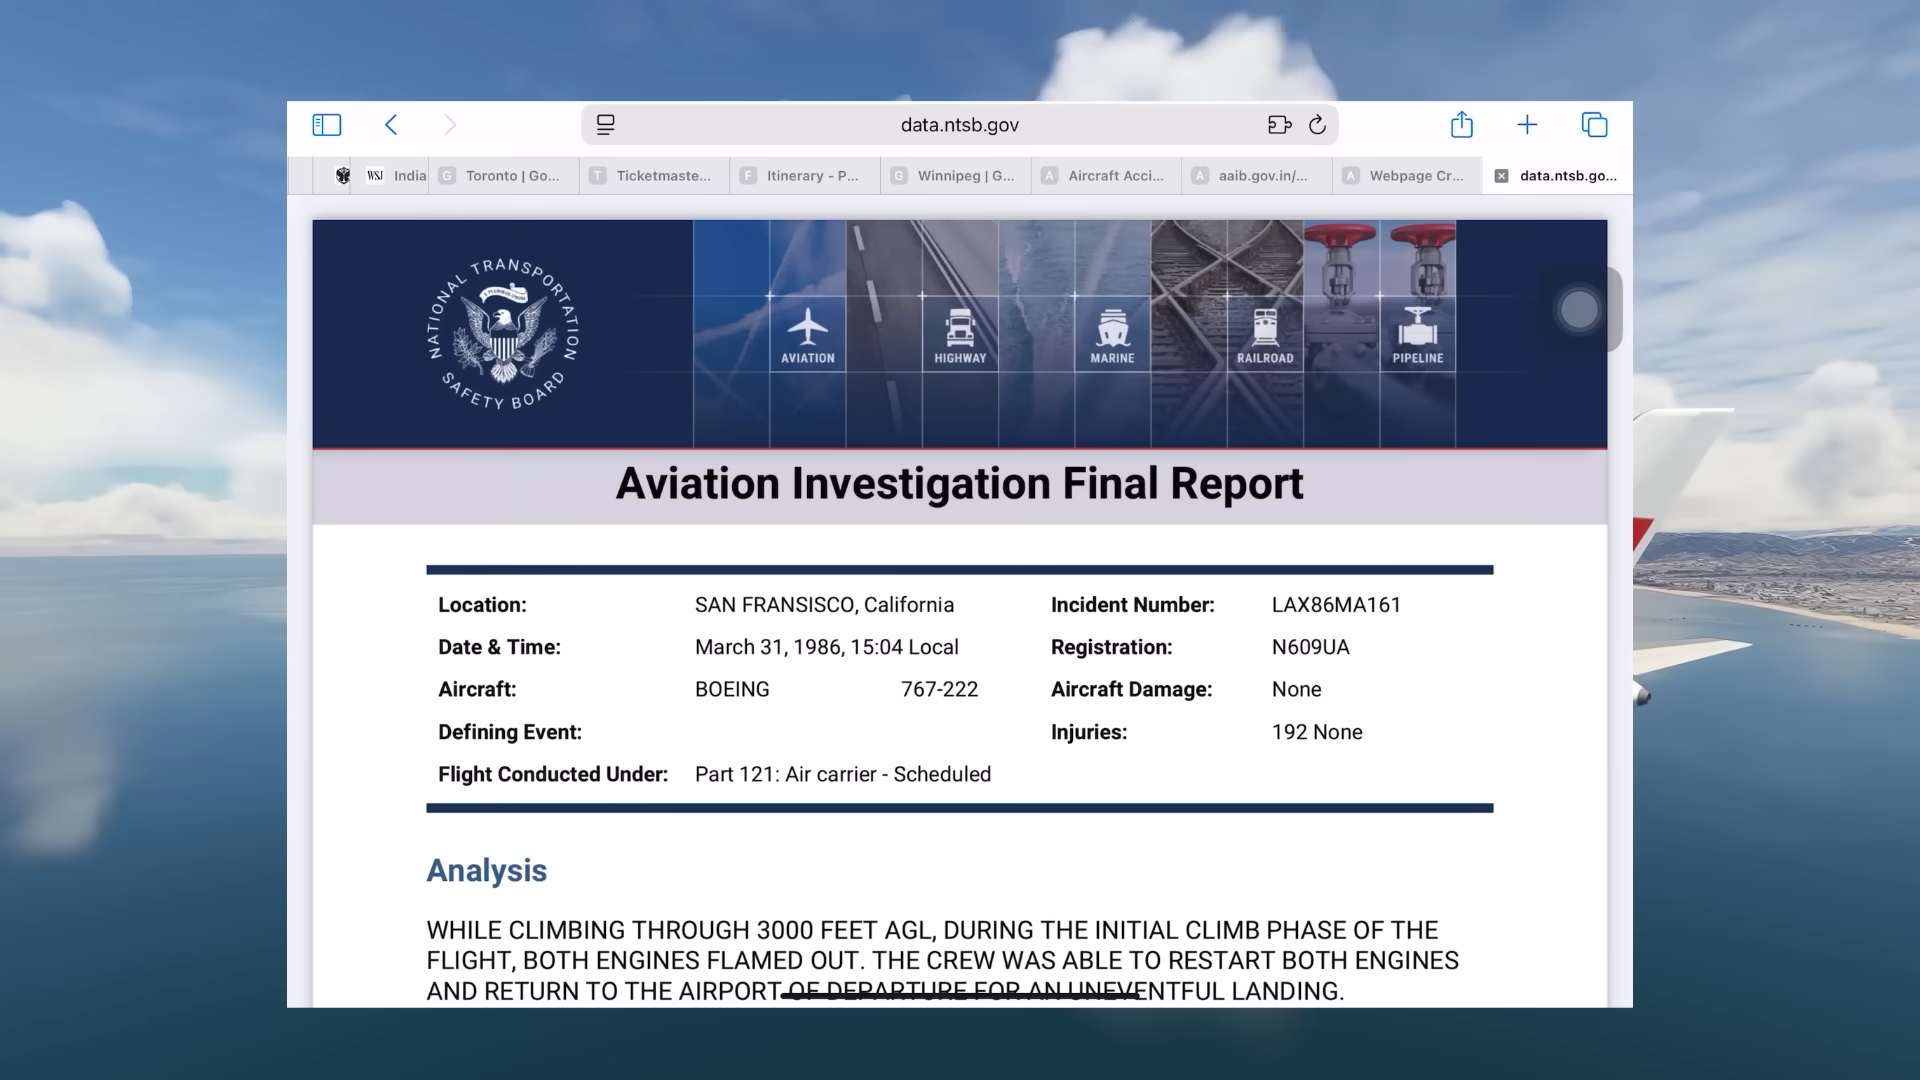 data.ntsb.gov
WSJ India
G Toronto | Go...
T Ticketmaste...
F Itinerary - P...
G Winnipeg | G...
A Aircraft Acci...
A aaib.gov.in/...
A Webpage Cr...
data.ntsb.go...
NATIONAL TRANSPORTATION
SAFETY BOARD
E PLURIBUS UNUM
AVIATION
HIGHWAY
MARINE
RAILROAD
PIPELINE
Aviation Investigation Final Report
Location: SAN FRANSISCO, California Incident Number: LAX86MA161
Date & Time: March 31, 1986, 15:04 Local Registration: N609UA
Aircraft: BOEING 767-222 Aircraft Damage: None
Defining Event: Injuries: 192 None
Flight Conducted Under: Part 121: Air carrier - Scheduled
Analysis
WHILE CLIMBING THROUGH 3000 FEET AGL, DURING THE INITIAL CLIMB PHASE OF THE
FLIGHT, BOTH ENGINES FLAMED OUT. THE CREW WAS ABLE TO RESTART BOTH ENGINES
AND RETURN TO THE AIRPORT OF DEPARTURE FOR AN UNEVENTFUL LANDING.